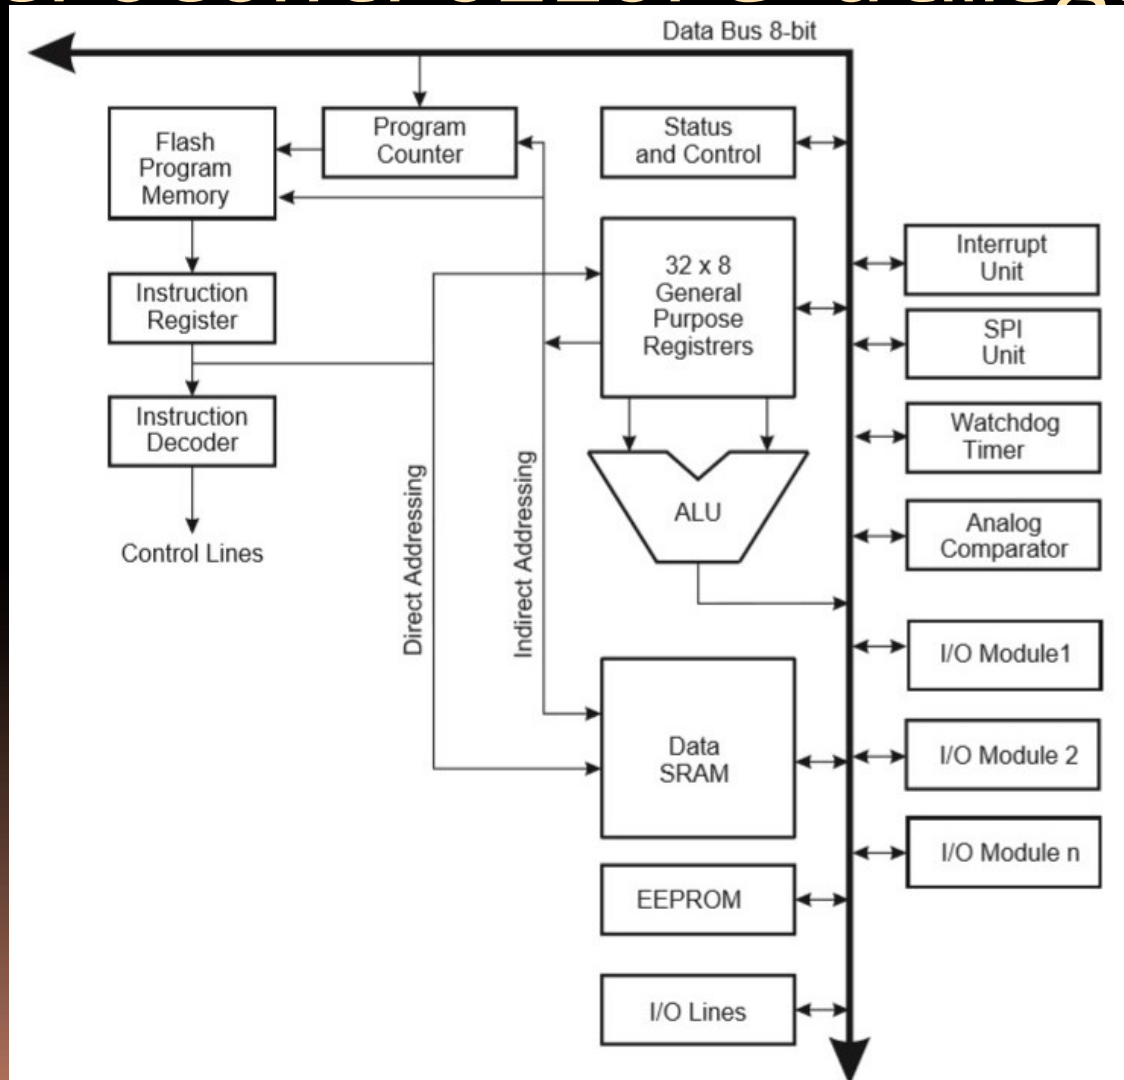 Data Bus 8-bit
Flash
Program
Memory
Program
Counter
Status
and Control
Instruction
Register
32 x 8
General
Purpose
Registrers
Interrupt
Unit
SPI
Unit
Instruction
Decoder
Watchdog
Timer
Control Lines
Direct Addressing
Indirect Addressing
ALU
Analog
Comparator
I/O Module1
Data
SRAM
I/O Module 2
I/O Module n
EEPROM
I/O Lines